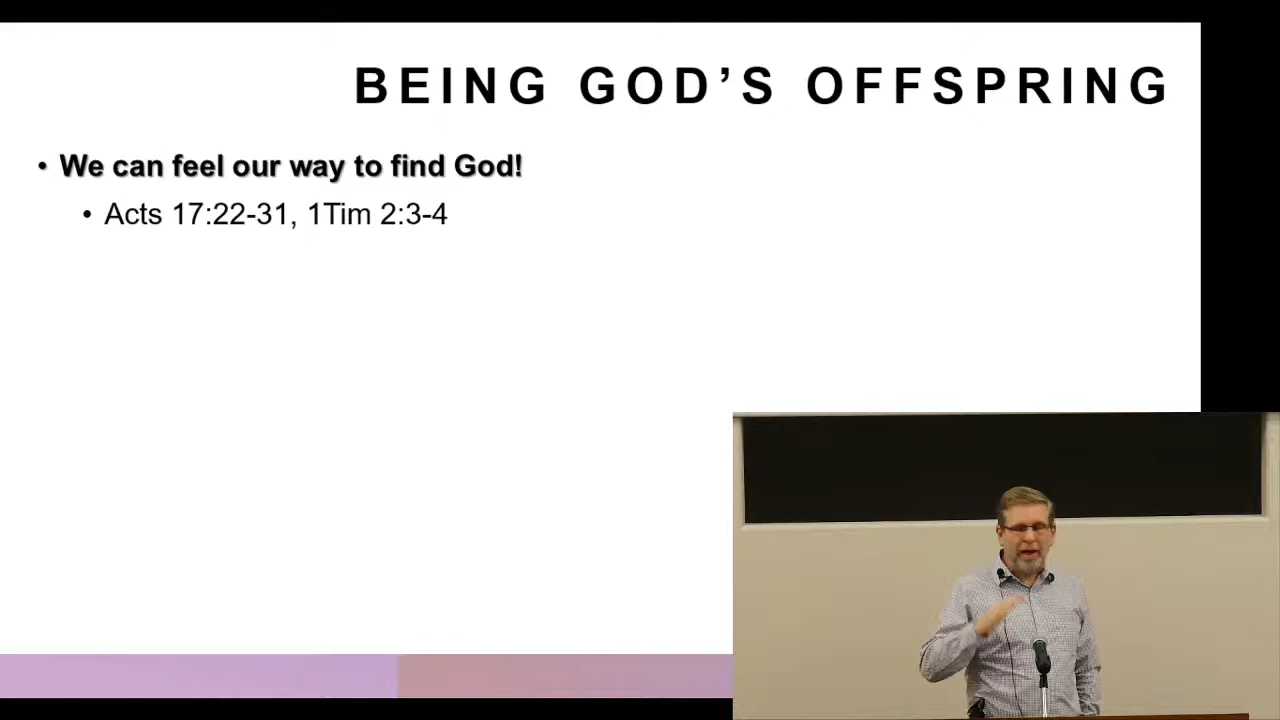 BEING GOD’S OFFSPRING
• We can feel our way to find God!
• Acts 17:22-31, 1Tim 2:3-4